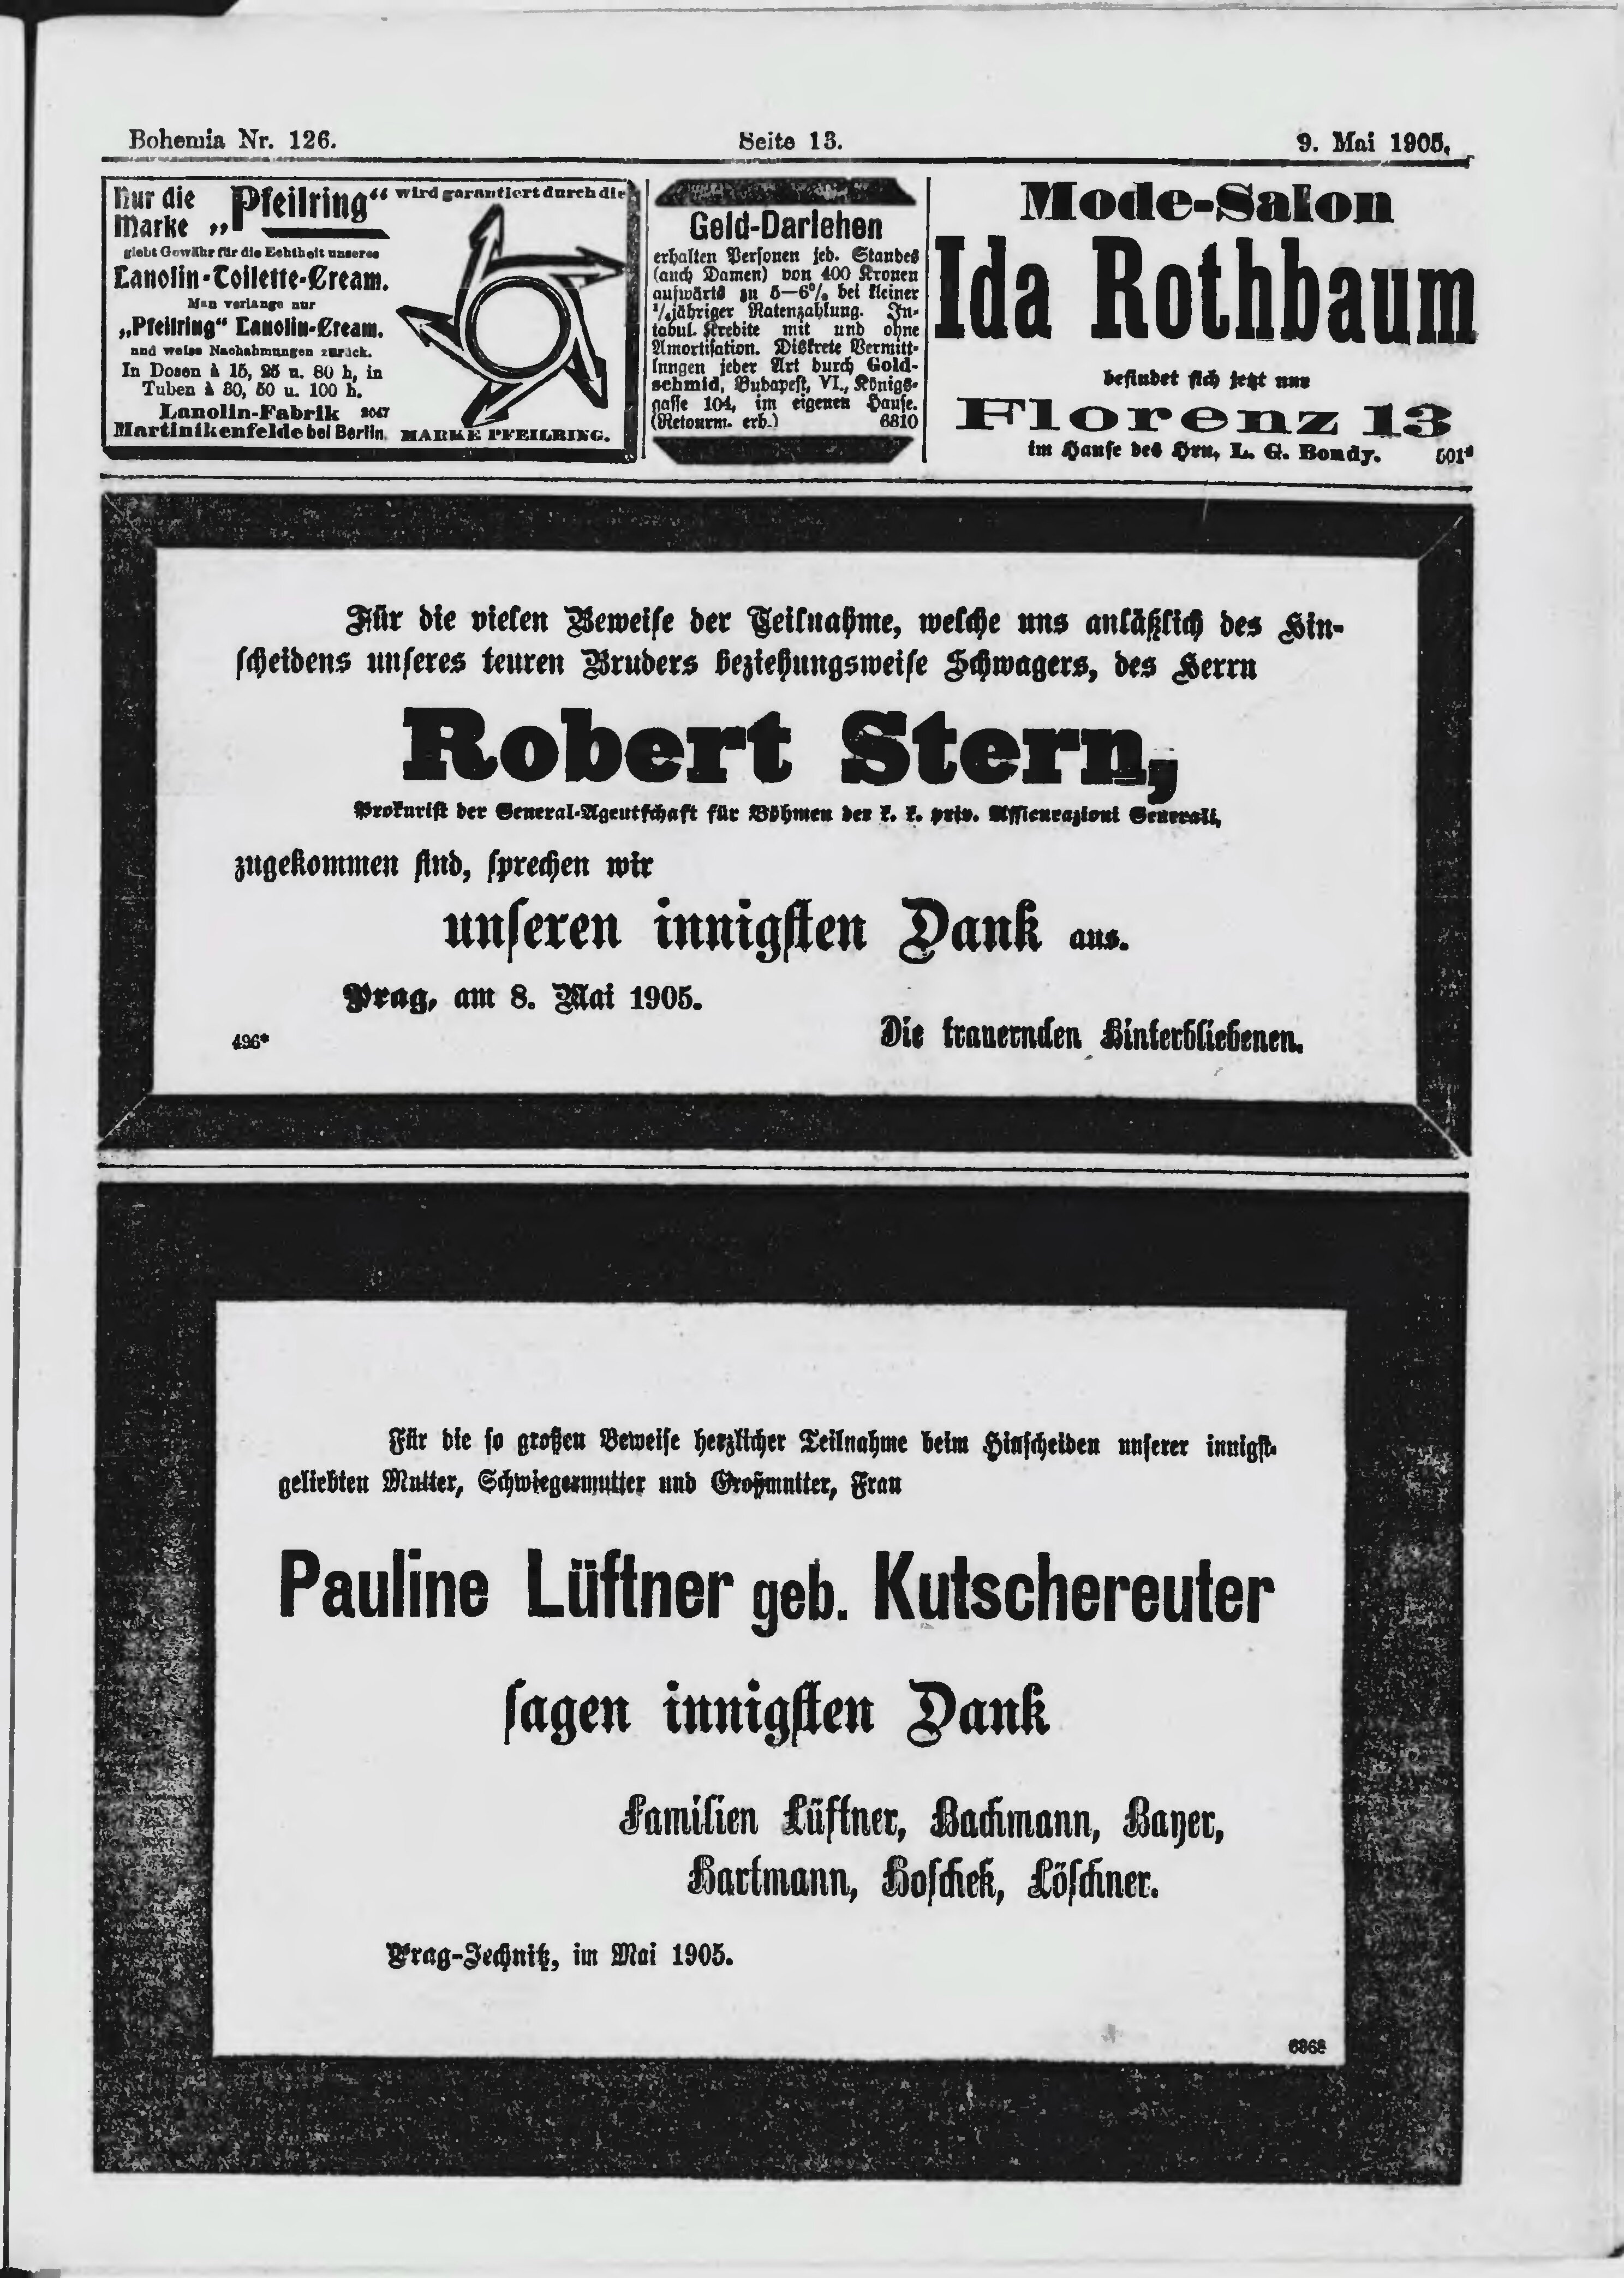 Bohemia Nr. 126.
Seite 13.
9. Mai 1905.
Nur die
Marke „Pfeilring“ wird garantiert durch die
giebt Gewähr für die Echtheit unseres
Lanolin-Toilette-Cream.
Man verlange nur
„Pfeilring“ Lanolin-Cream.
und weise Nachahmungen zurück.
In Dosen à 15, 25 u. 80 h, in
Tuben à 30, 50 u. 100 h.
Lanolin-Fabrik 2047
Martinikenfelde bei Berlin.
MARKE PFEILRING.
Geld-Darlehen
erhalten Personen jed. Standes
(auch Damen) von 400 Kronen
aufwärts zu 5—6% bei kleiner
¼jähriger Ratenzahlung. In-
tabul. Kredite mit und ohne
Amortisation. Diskrete Vermitt-
lungen jeder Art durch Gold-
schmid, Budapest, VI., Königs-
gasse 104, im eigenen Hause.
(Retourm. erb.) 6810
Mode-Salon
Ida Rothbaum
befindet sich jetzt nur
Florenz 13
im Hause des Hrn. L. G. Bondy. 501*
Für die vielen Beweise der Teilnahme, welche uns anläßlich des Hin-
scheidens unseres teuren Bruders beziehungsweise Schwagers, des Herrn
Robert Stern,
Prokurist der General-Agentschaft für Böhmen der k. k. priv. Assicurazioni Generali,
zugekommen sind, sprechen wir
unseren innigsten Dank aus.
Prag, am 8. Mai 1905.
Die trauernden Hinterbliebenen.
496*
Für die so großen Beweise herzlicher Teilnahme beim Hinscheiden unserer innigst-
geliebten Mutter, Schwiegermutter und Großmutter, Frau
Pauline Lüftner geb. Kutschereuter
sagen innigsten Dank
Familien Lüftner, Bachmann, Bayer,
Hartmann, Hoschek, Löschner.
Prag-Jechnitz, im Mai 1905.
6868